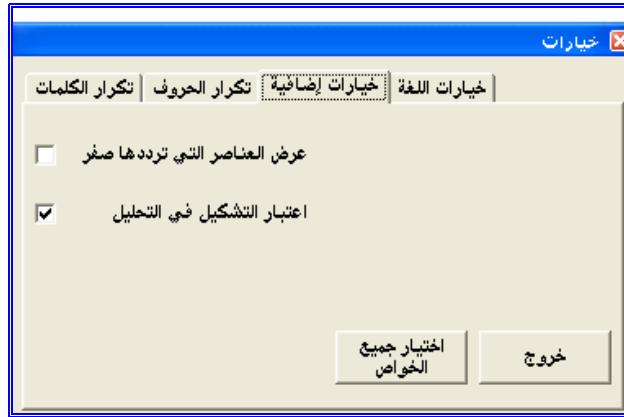 خيارات
خيارات اللغة خيارات إضافية تكرار الحروف تكرار الكلمات
عرض العناصر التي ترددها صفر
اعتبار التشكيل في التحليل
خروج
اختيار جميع
الخواص